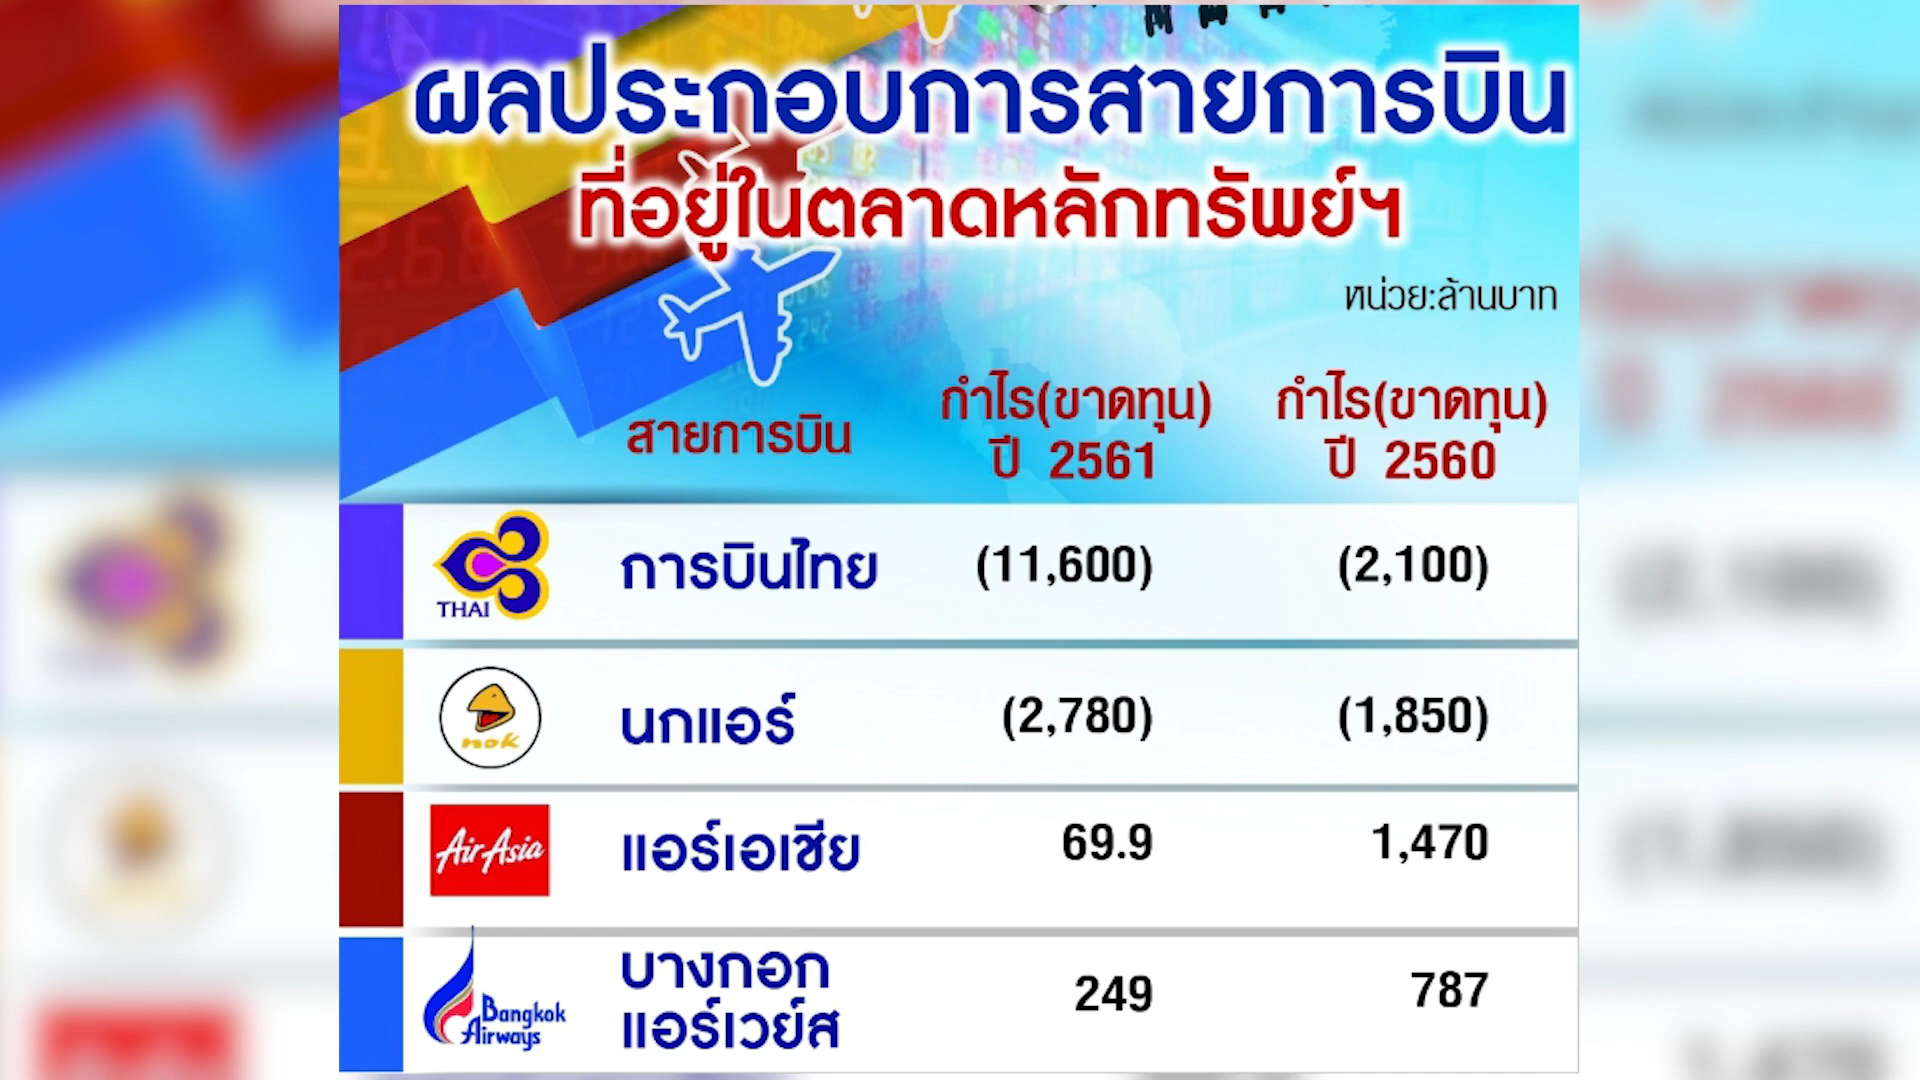 ผลประกอบการสายการบิน
ที่อยู่ในตลาดหลักทรัพย์ฯ
หน่วย:ล้านบาท
สายการบิน กำไร(ขาดทุน) ปี 2561 กำไร(ขาดทุน) ปี 2560
THAI การบินไทย (11,600) (2,100)
nok นกแอร์ (2,780) (1,850)
AirAsia แอร์เอเชีย 69.9 1,470
Bangkok Airways บางกอก แอร์เวย์ส 249 787